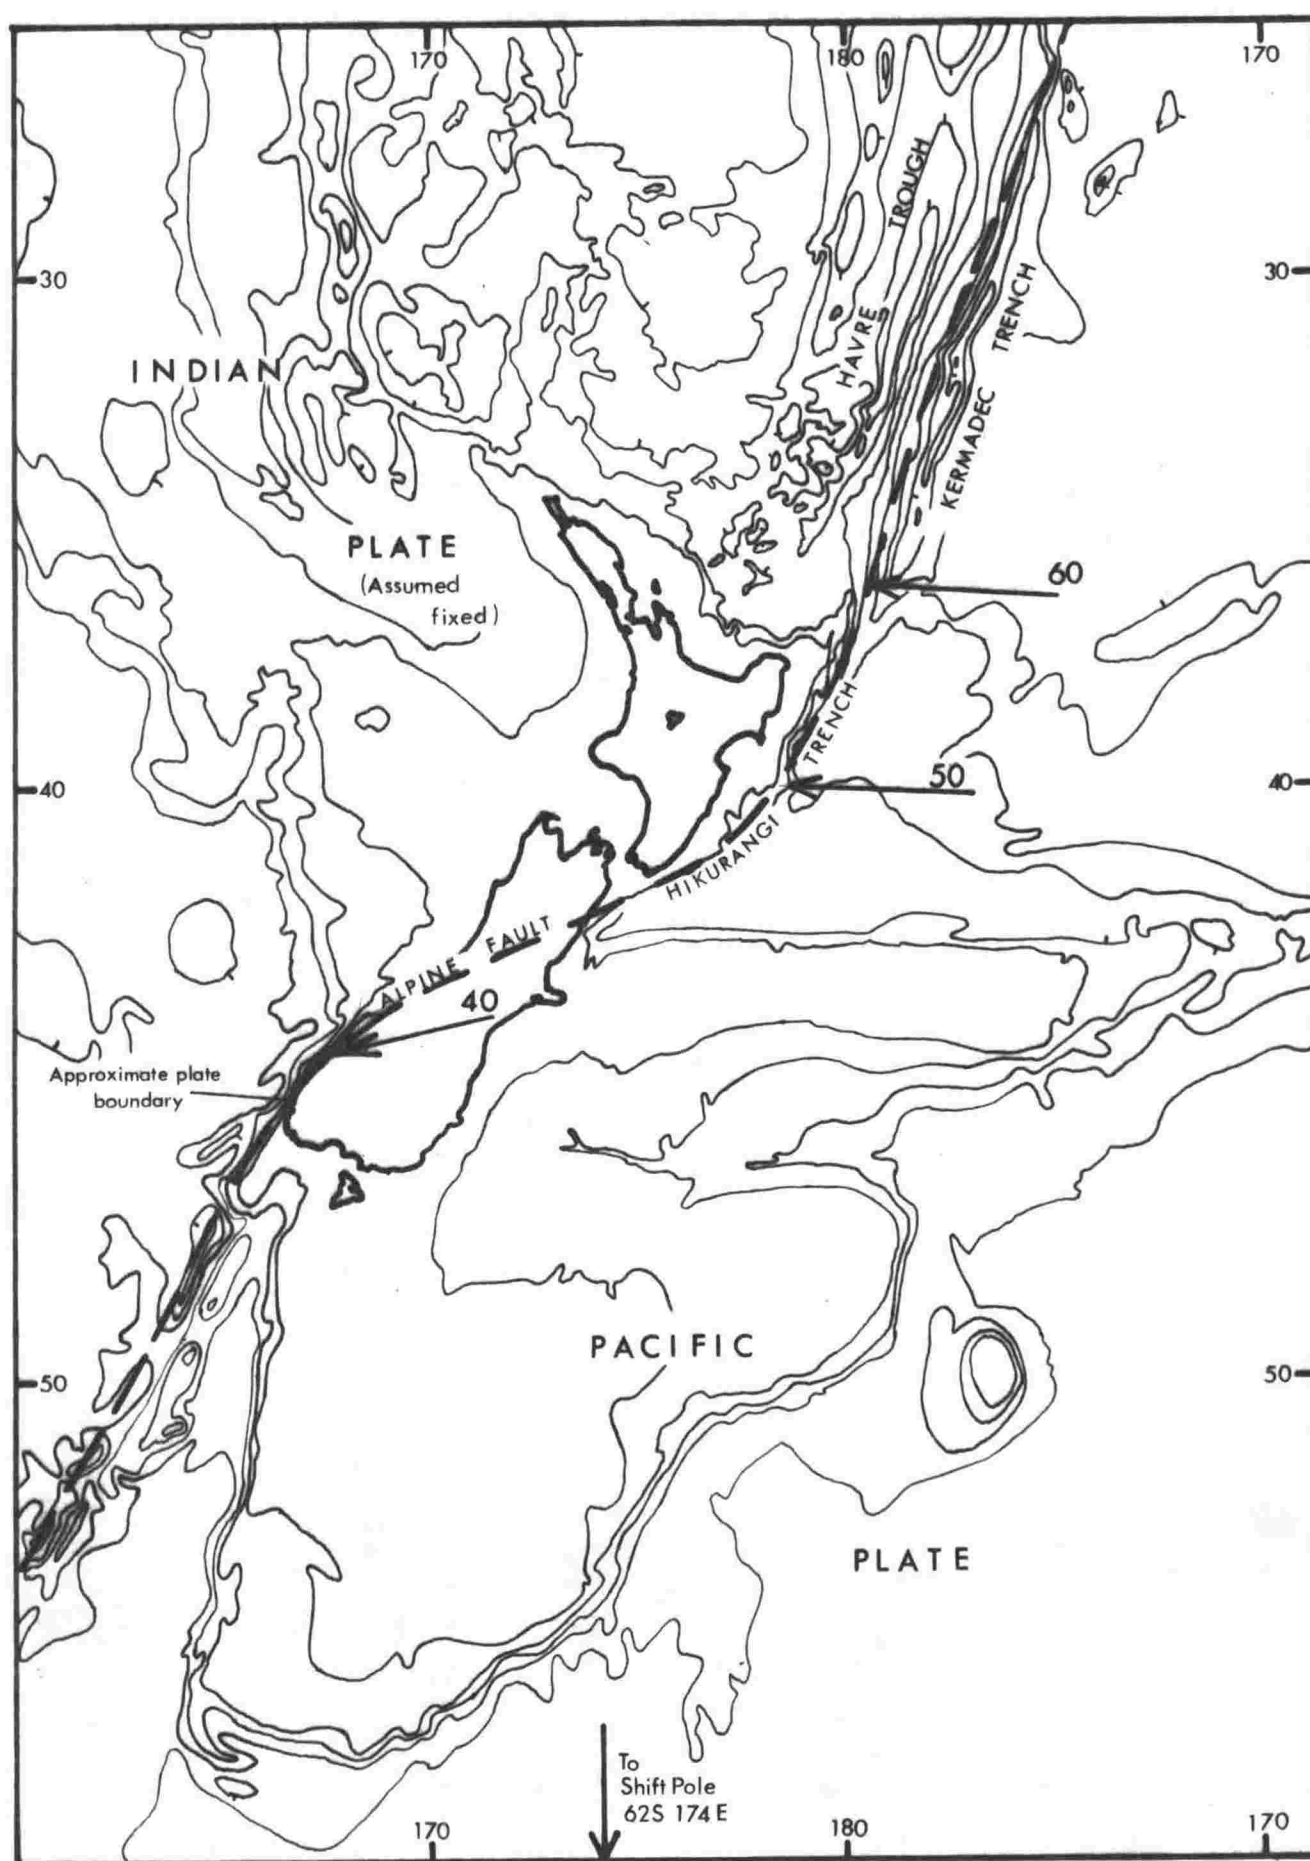 170
180
170
HAVRE TROUGH
30
30
KERMADEC TRENCH
INDIAN
PLATE
(Assumed
fixed)
60
HIKURANGI TRENCH
50
40
40
ALPINE FAULT
40
Approximate plate
boundary
PACIFIC
50
50
PLATE
To
Shift Pole
62S 174E
170
180
170